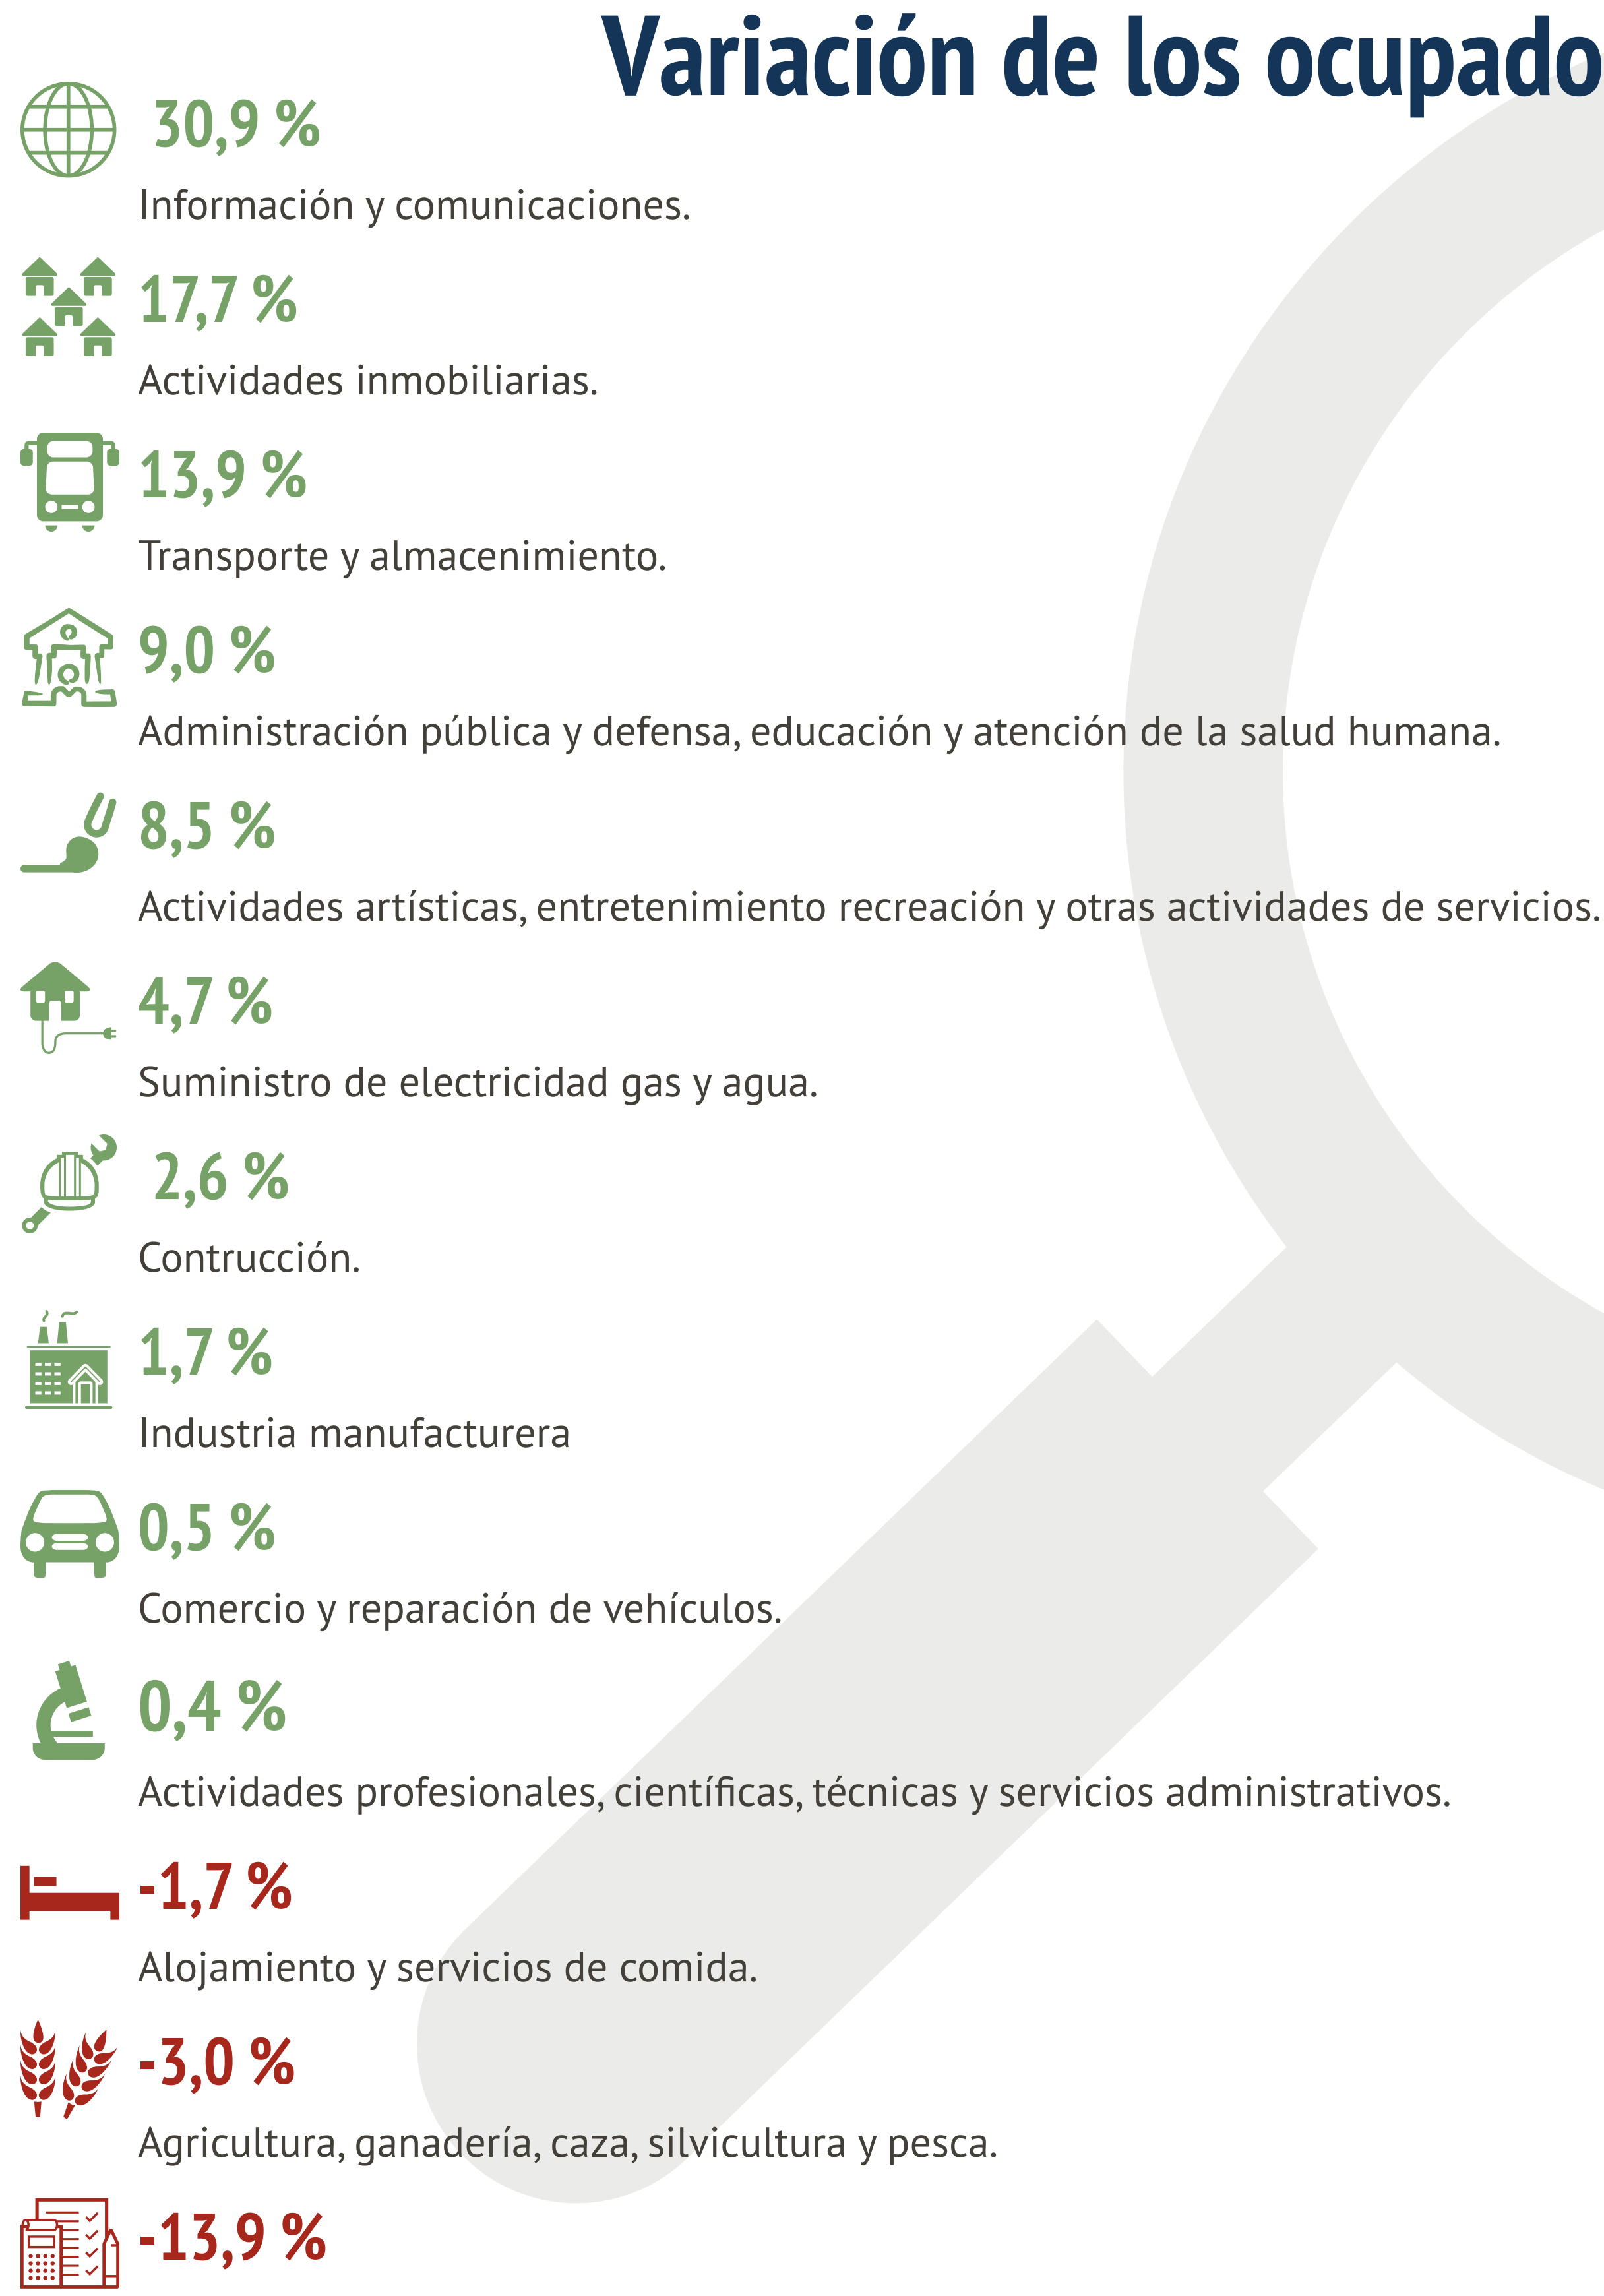 Variación de los ocupado
30,9 %
Información y comunicaciones.
17,7 %
Actividades inmobiliarias.
13,9 %
Transporte y almacenimiento.
9,0 %
Administración pública y defensa, educación y atención de la salud humana.
8,5 %
Actividades artísticas, entretenimiento recreación y otras actividades de servicios.
4,7 %
Suministro de electricidad gas y agua.
2,6 %
Contrucción.
1,7 %
Industria manufacturera
0,5 %
Comercio y reparación de vehículos.
0,4 %
Actividades profesionales, científicas, técnicas y servicios administrativos.
-1,7 %
Alojamiento y servicios de comida.
-3,0 %
Agricultura, ganadería, caza, silvicultura y pesca.
-13,9 %